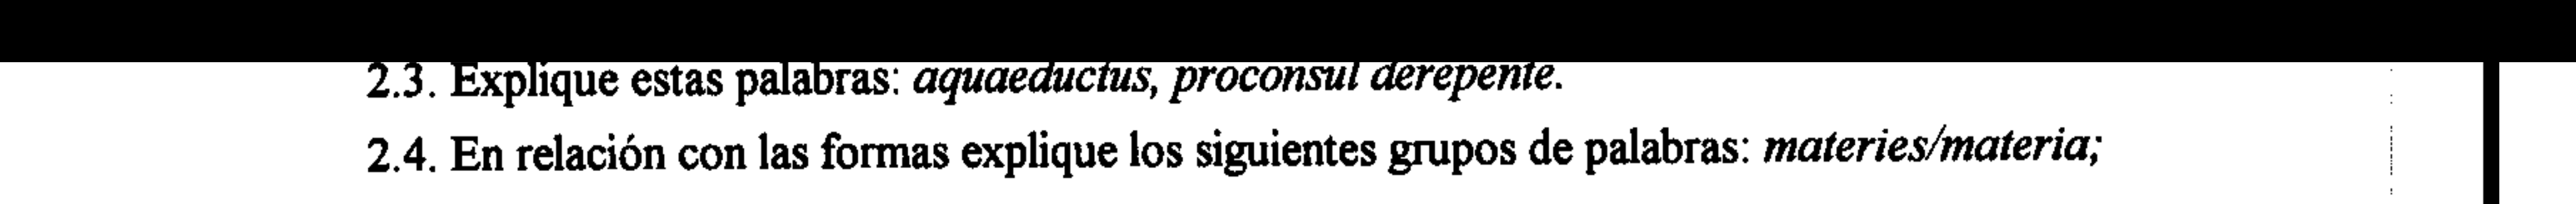 2.3. Explique estas palabras: aquaeductus, proconsul derepente.
2.4. En relación con las formas explique los siguientes grupos de palabras: materies/materia;